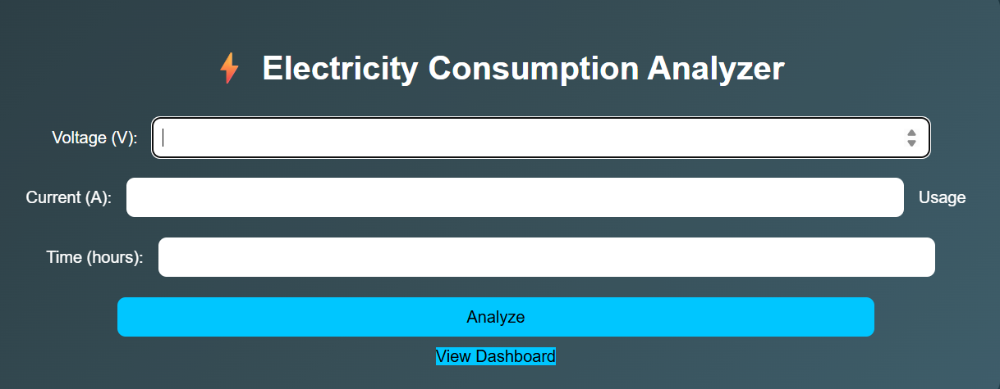 ⚡ Electricity Consumption Analyzer
Voltage (V):
Current (A): Usage
Time (hours):
Analyze
View Dashboard